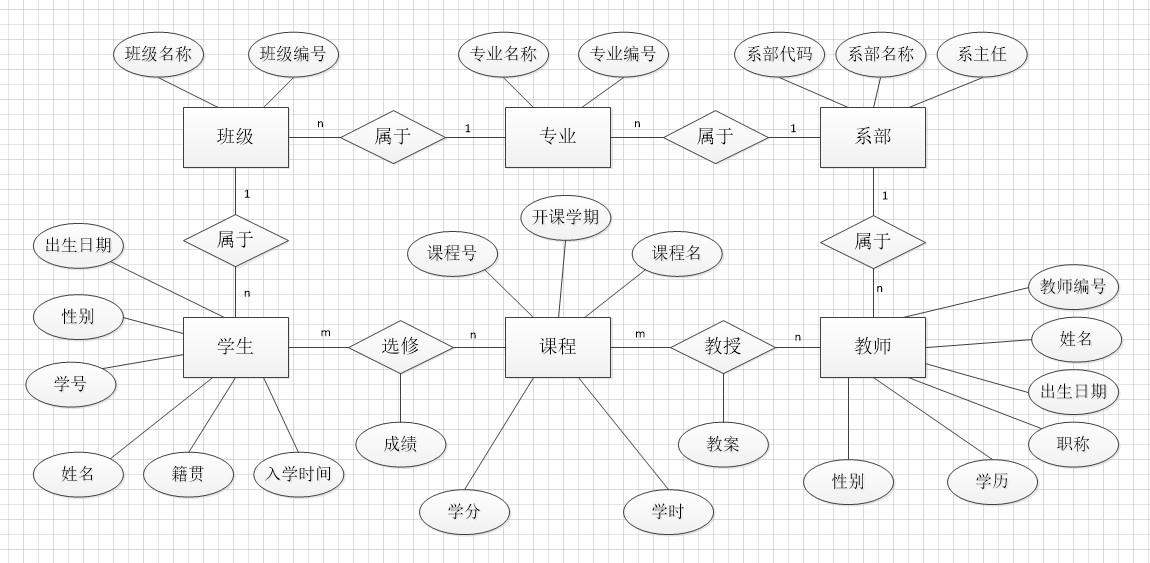 班级名称
班级编号
专业名称
专业编号
系部代码
系部名称
系主任
班级
n
属于
1
专业
n
属于
1
系部
1
属于
n
1
属于
n
出生日期
性别
学号
姓名
籍贯
入学时间
学生
m
选修
n
成绩
课程号
开课学期
课程名
课程
学分
学时
m
教授
n
教案
教师
教师编号
姓名
出生日期
职称
学历
性别